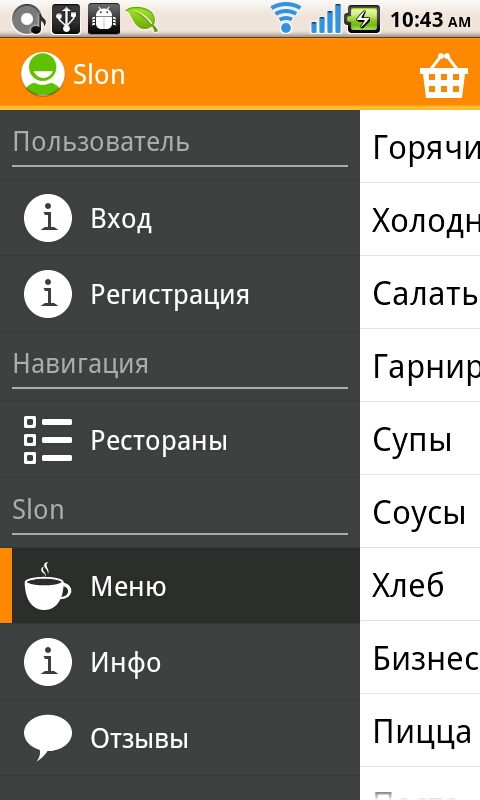 10:43 AM
Slon
Пользователь
Вход
Регистрация
Навигация
Рестораны
Slon
Меню
Инфо
Отзывы
Горячи
Холодн
Салать
Гарнир
Супы
Соусы
Хлеб
Бизнес
Пицца